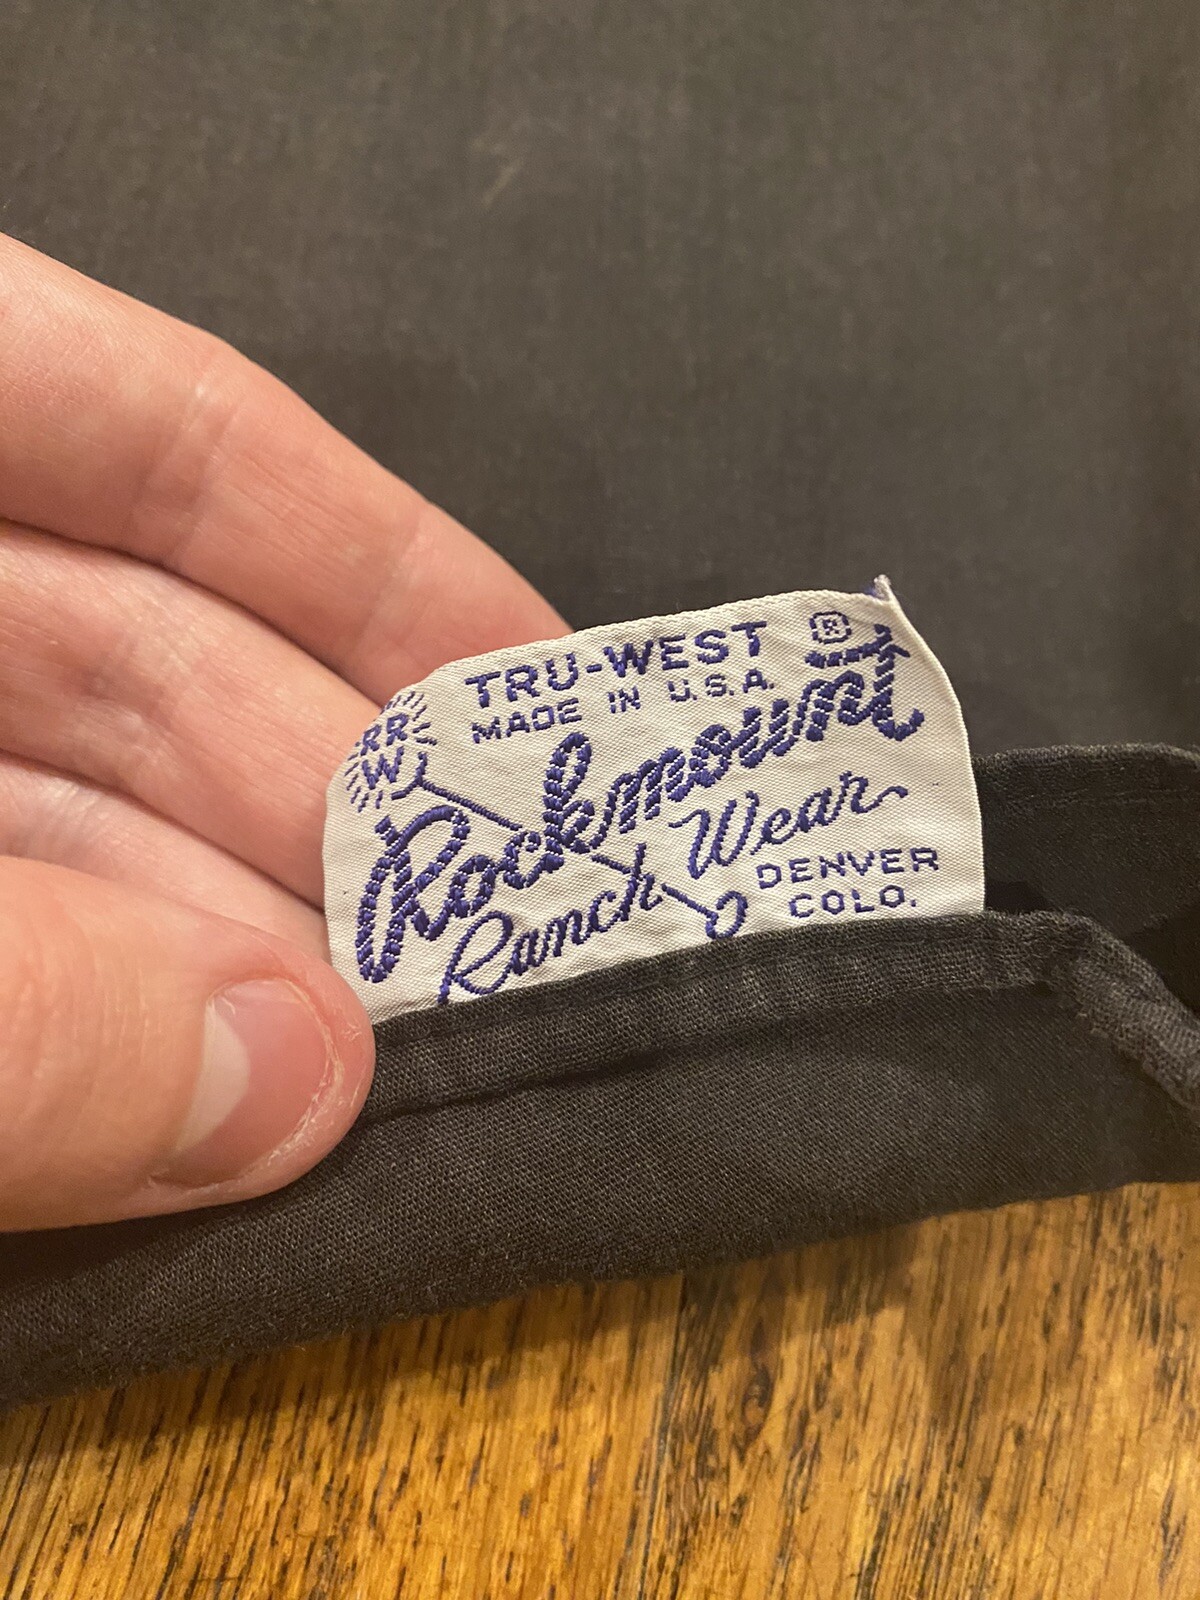 TRU-WEST ®
MADE IN U.S.A.
RR
W
Rockmount
Ranch Wear
DENVER
COLO.